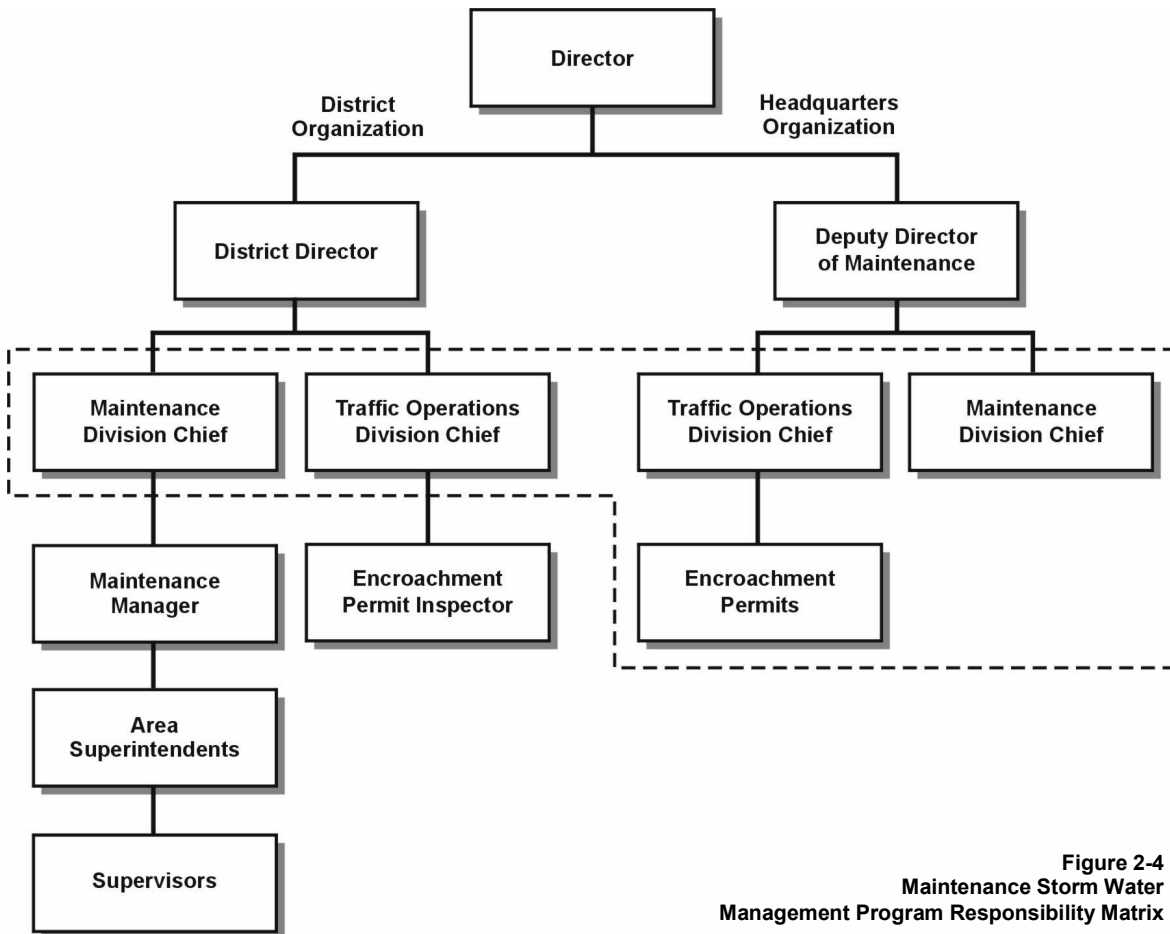 Director
District
Organization
Headquarters
Organization
District Director
Deputy Director
of Maintenance
Maintenance
Division Chief
Traffic Operations
Division Chief
Traffic Operations
Division Chief
Maintenance
Division Chief
Maintenance
Manager
Encroachment
Permit Inspector
Encroachment
Permits
Area
Superintendents
Supervisors
Figure 2-4
Maintenance Storm Water
Management Program Responsibility Matrix